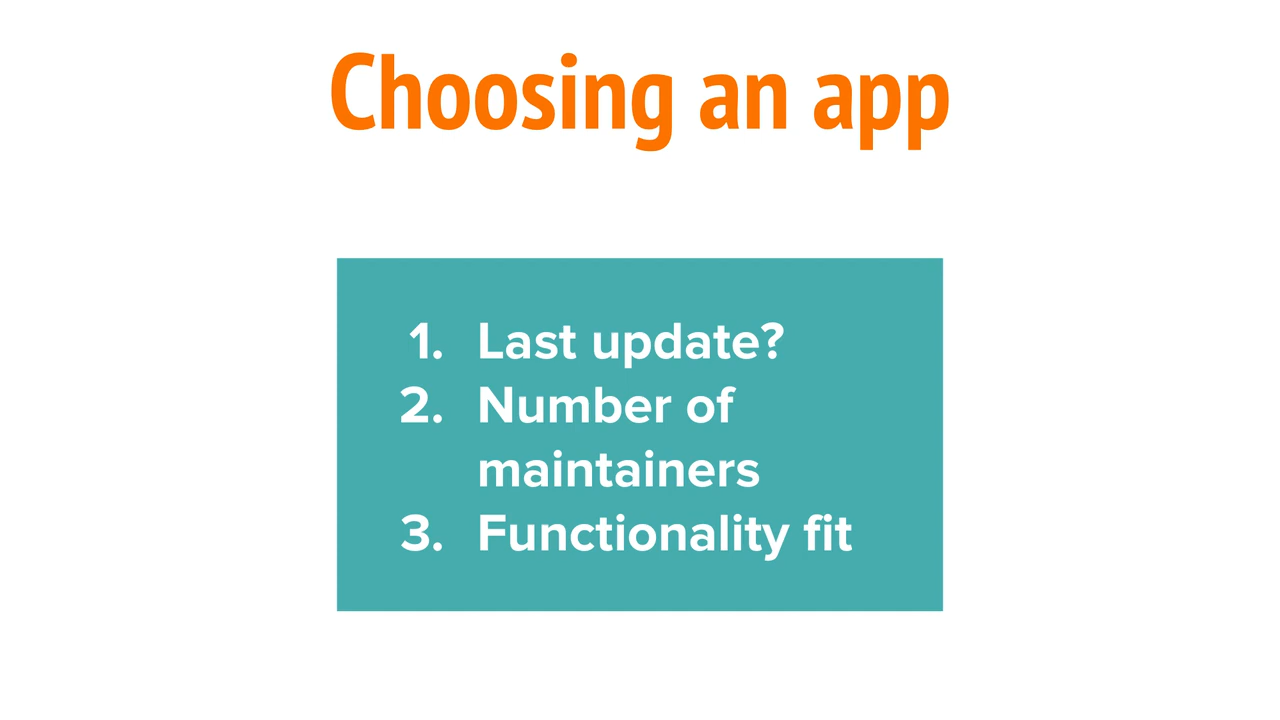 Choosing an app
1. Last update?
2. Number of
maintainers
3. Functionality fit